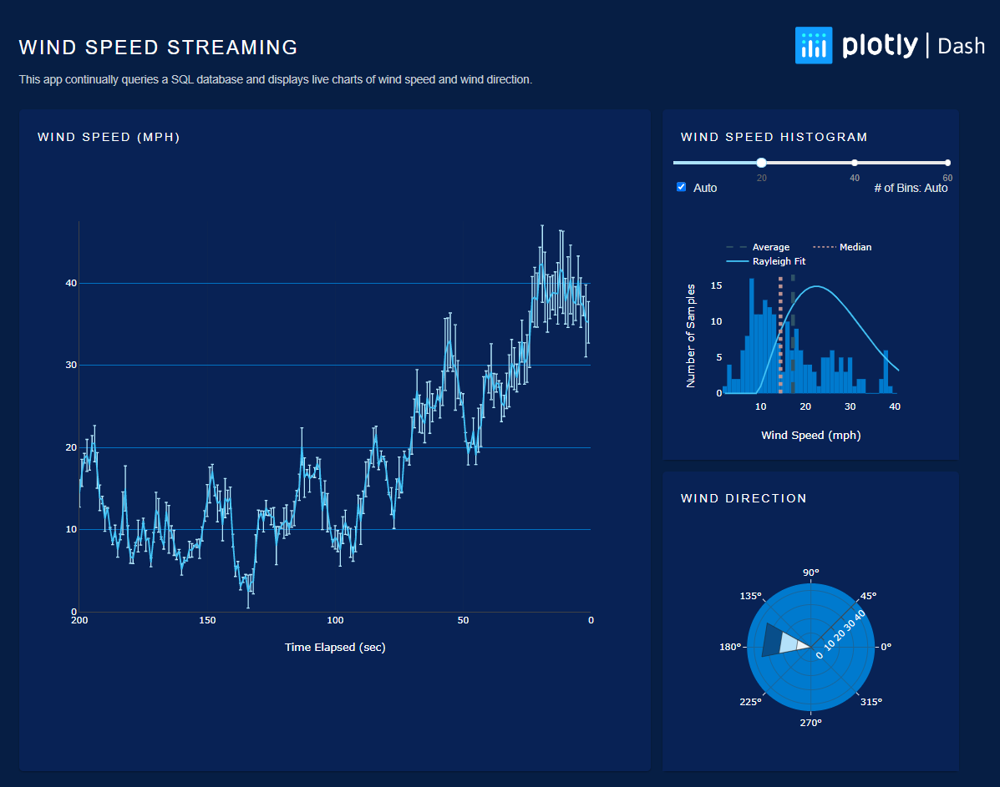 WIND SPEED STREAMING
plotly | Dash
This app continually queries a SQL database and displays live charts of wind speed and wind direction.
WIND SPEED (MPH)
40
30
20
10
0
200 150 100 50 0
Time Elapsed (sec)
WIND SPEED HISTOGRAM
20 40 60
Auto # of Bins: Auto
Average Median
Rayleigh Fit
Number of Samples
15
10
5
0
10 20 30 40
Wind Speed (mph)
WIND DIRECTION
90°
135° 45°
0 10 20 30 40
180° 0°
225° 315°
270°